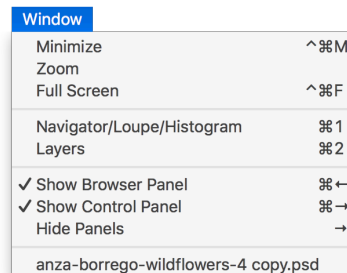 Window
Minimize ^⌘M
Zoom
Full Screen ^⌘F
Navigator/Loupe/Histogram ⌘1
Layers ⌘2
✓ Show Browser Panel ⌘←
✓ Show Control Panel ⌘→
Hide Panels →
anza-borrego-wildflowers-4 copy.psd